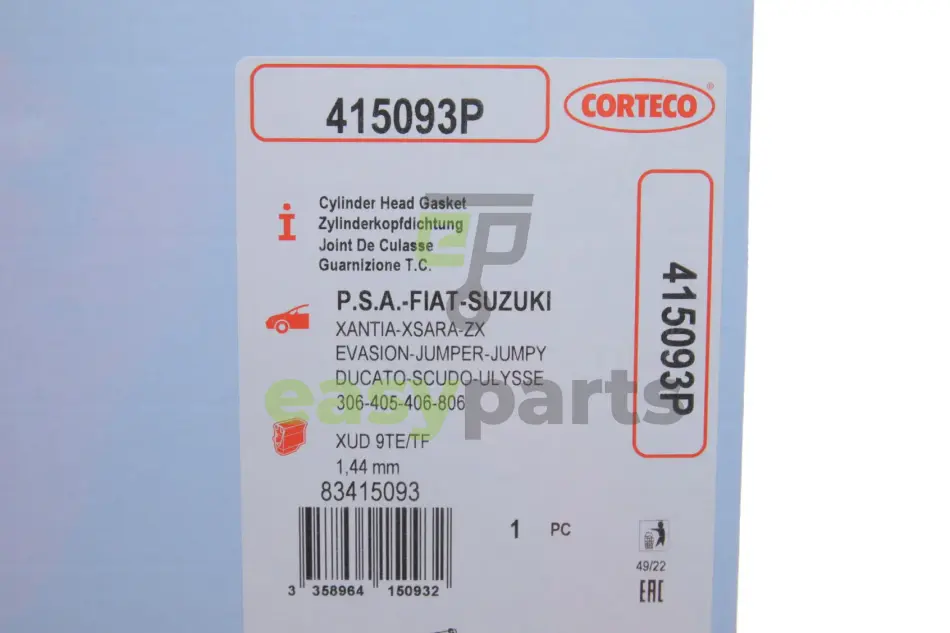 415093P
CORTECO
®
Cylinder Head Gasket
Zylinderkopfdichtung
Joint De Culasse
Guarnizione T.C.
EP
P.S.A.-FIAT-SUZUKI
XANTIA-XSARA-ZX
EVASION-JUMPER-JUMPY
DUCATO-SCUDO-ULYSSE
306-405-406-806
easyparts
XUD 9TE/TF
1,44 mm
83415093
415093P
1 PC
49/22
EAC
3 358964 150932